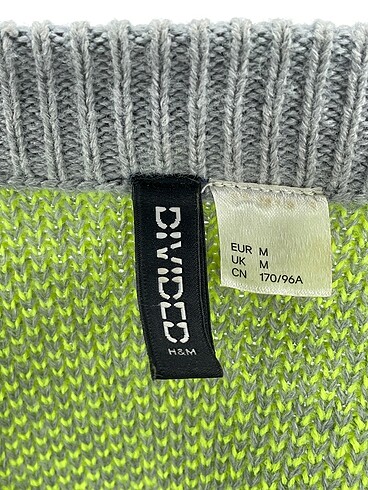 DIVIDED
H&M
EUR M
UK M
CN 170/96A